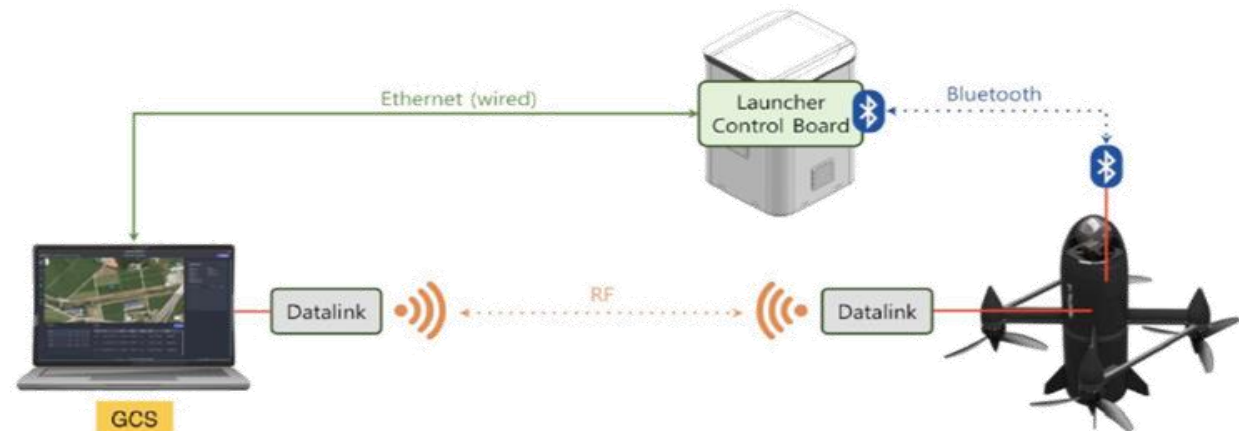 Ethernet (wired)
Launcher
Control Board
Bluetooth
Datalink
RF
Datalink
GCS